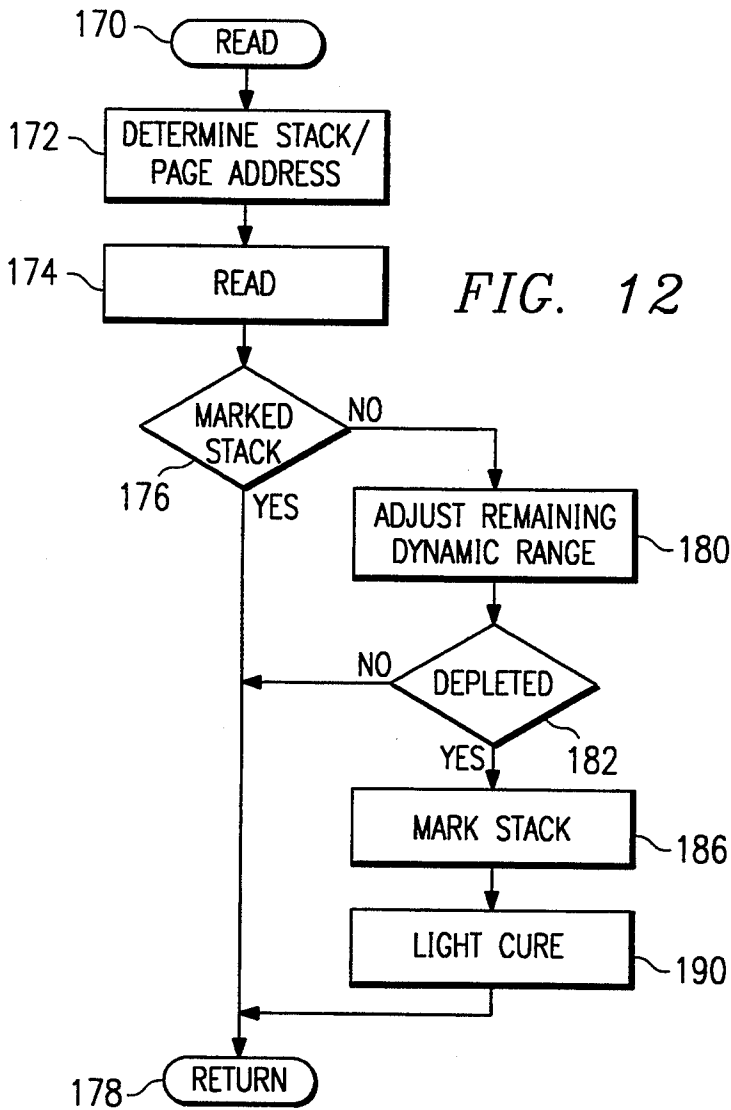 170
READ
172
DETERMINE STACK/
PAGE ADDRESS
174
READ
FIG. 12
MARKED
STACK
NO
176
YES
ADJUST REMAINING
DYNAMIC RANGE
180
NO
DEPLETED
YES
182
MARK STACK
186
LIGHT CURE
190
178
RETURN